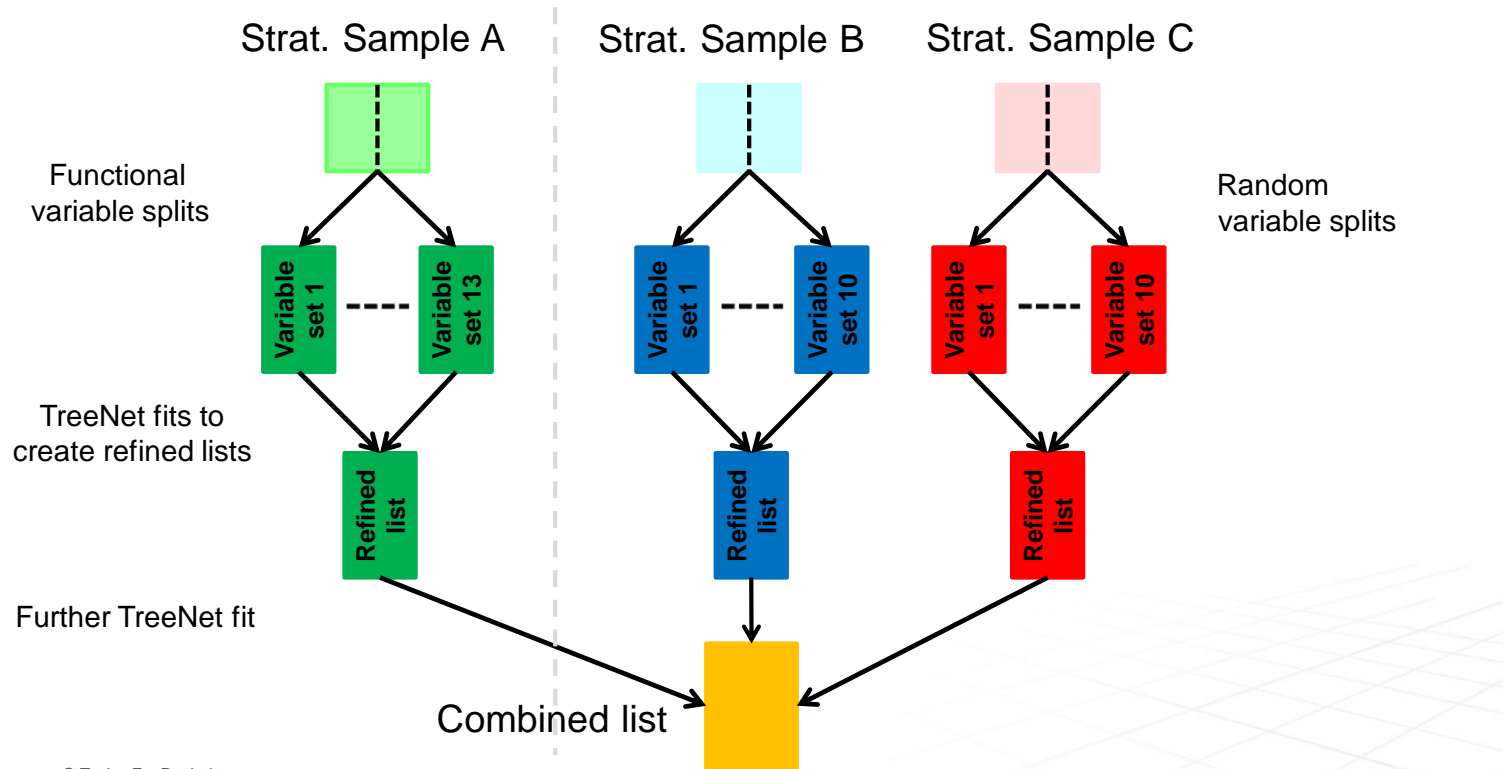 Strat. Sample A
Strat. Sample B
Strat. Sample C
Functional
variable splits
Random
variable splits
Variable
set 1
Variable
set 13
Variable
set 1
Variable
set 10
Variable
set 1
Variable
set 10
TreeNet fits to
create refined lists
Refined
list
Refined
list
Refined
list
Further TreeNet fit
Combined list